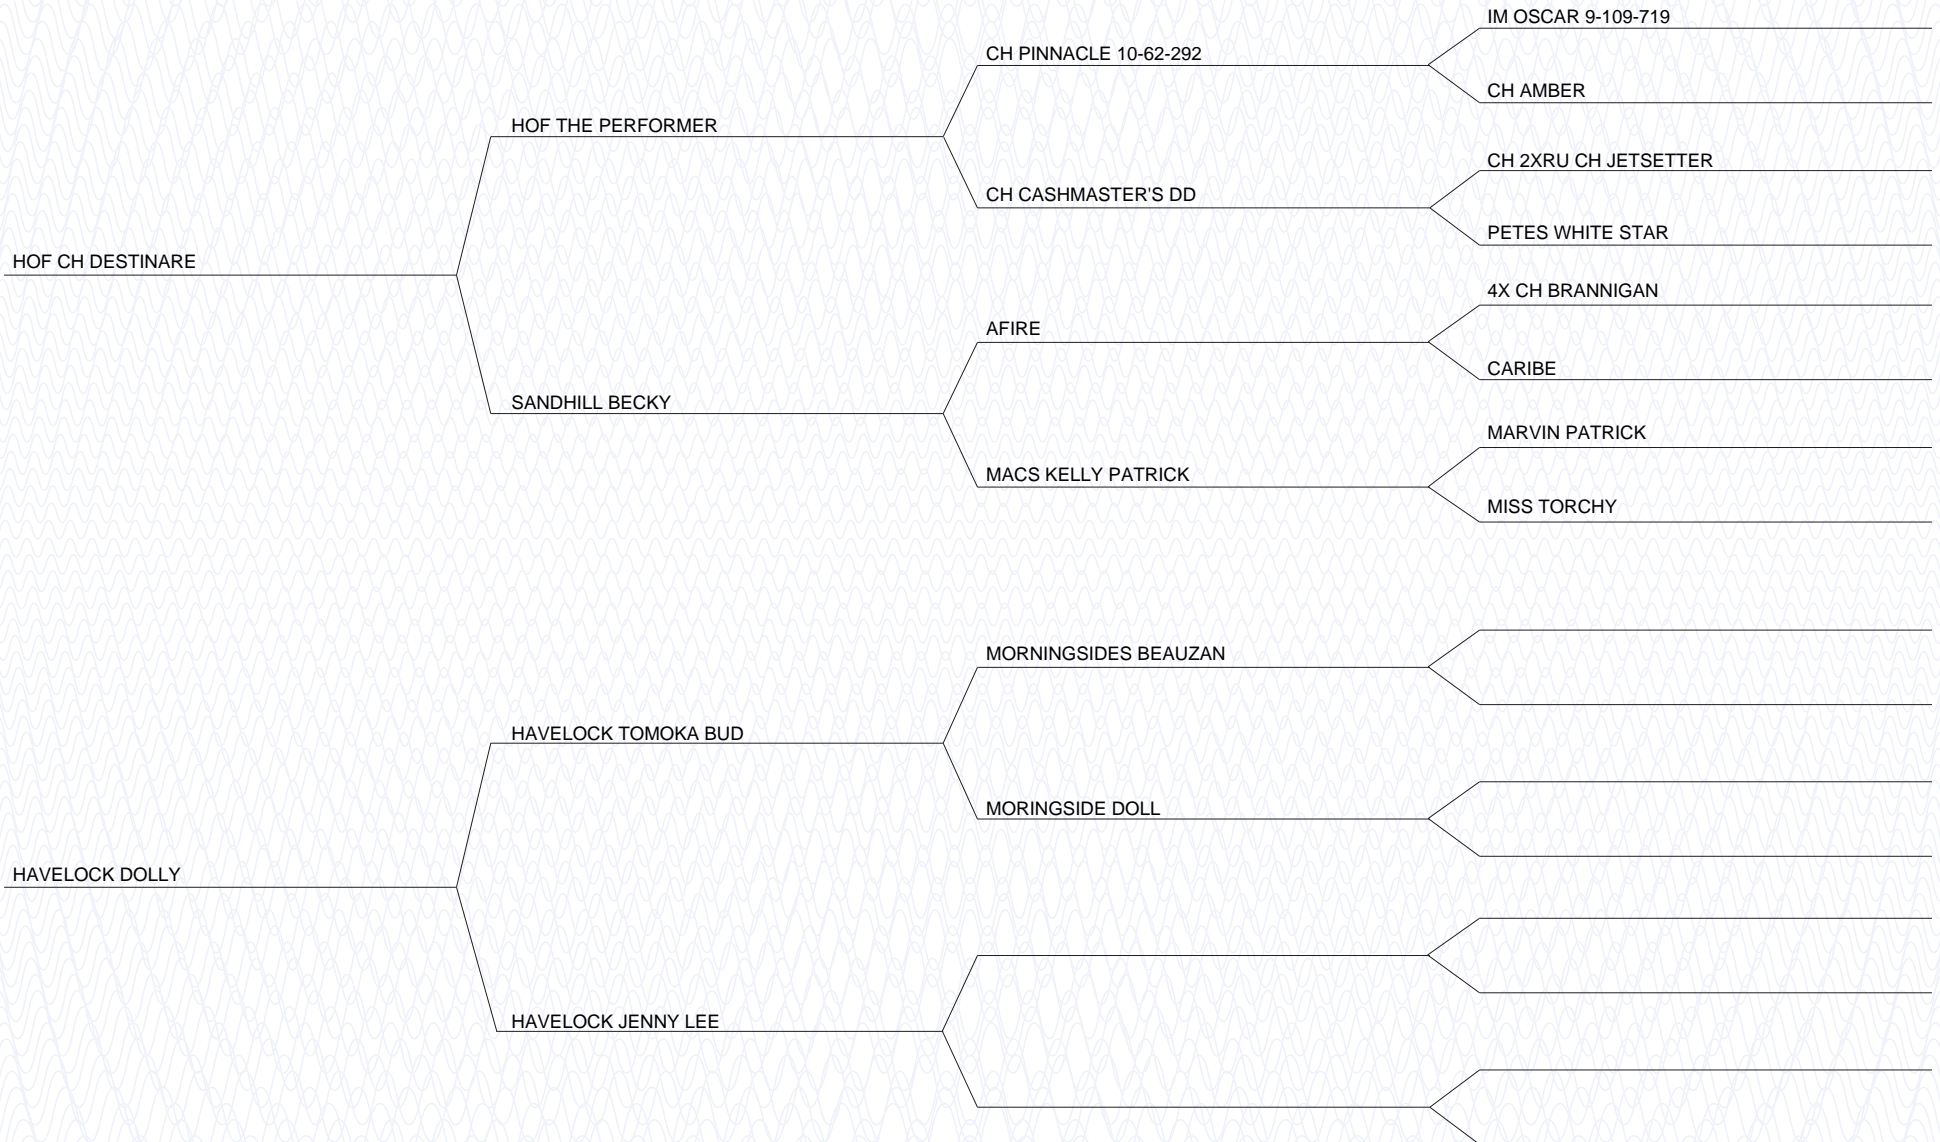 IM OSCAR 9-109-719
CH PINNACLE 10-62-292
CH AMBER
HOF THE PERFORMER
CH 2XRU CH JETSETTER
CH CASHMASTER'S DD
PETES WHITE STAR
HOF CH DESTINARE
4X CH BRANNIGAN
AFIRE
CARIBE
SANDHILL BECKY
MARVIN PATRICK
MACS KELLY PATRICK
MISS TORCHY
MORNINGSIDES BEAUZAN
HAVELOCK TOMOKA BUD
MORINGSIDE DOLL
HAVELOCK DOLLY
HAVELOCK JENNY LEE